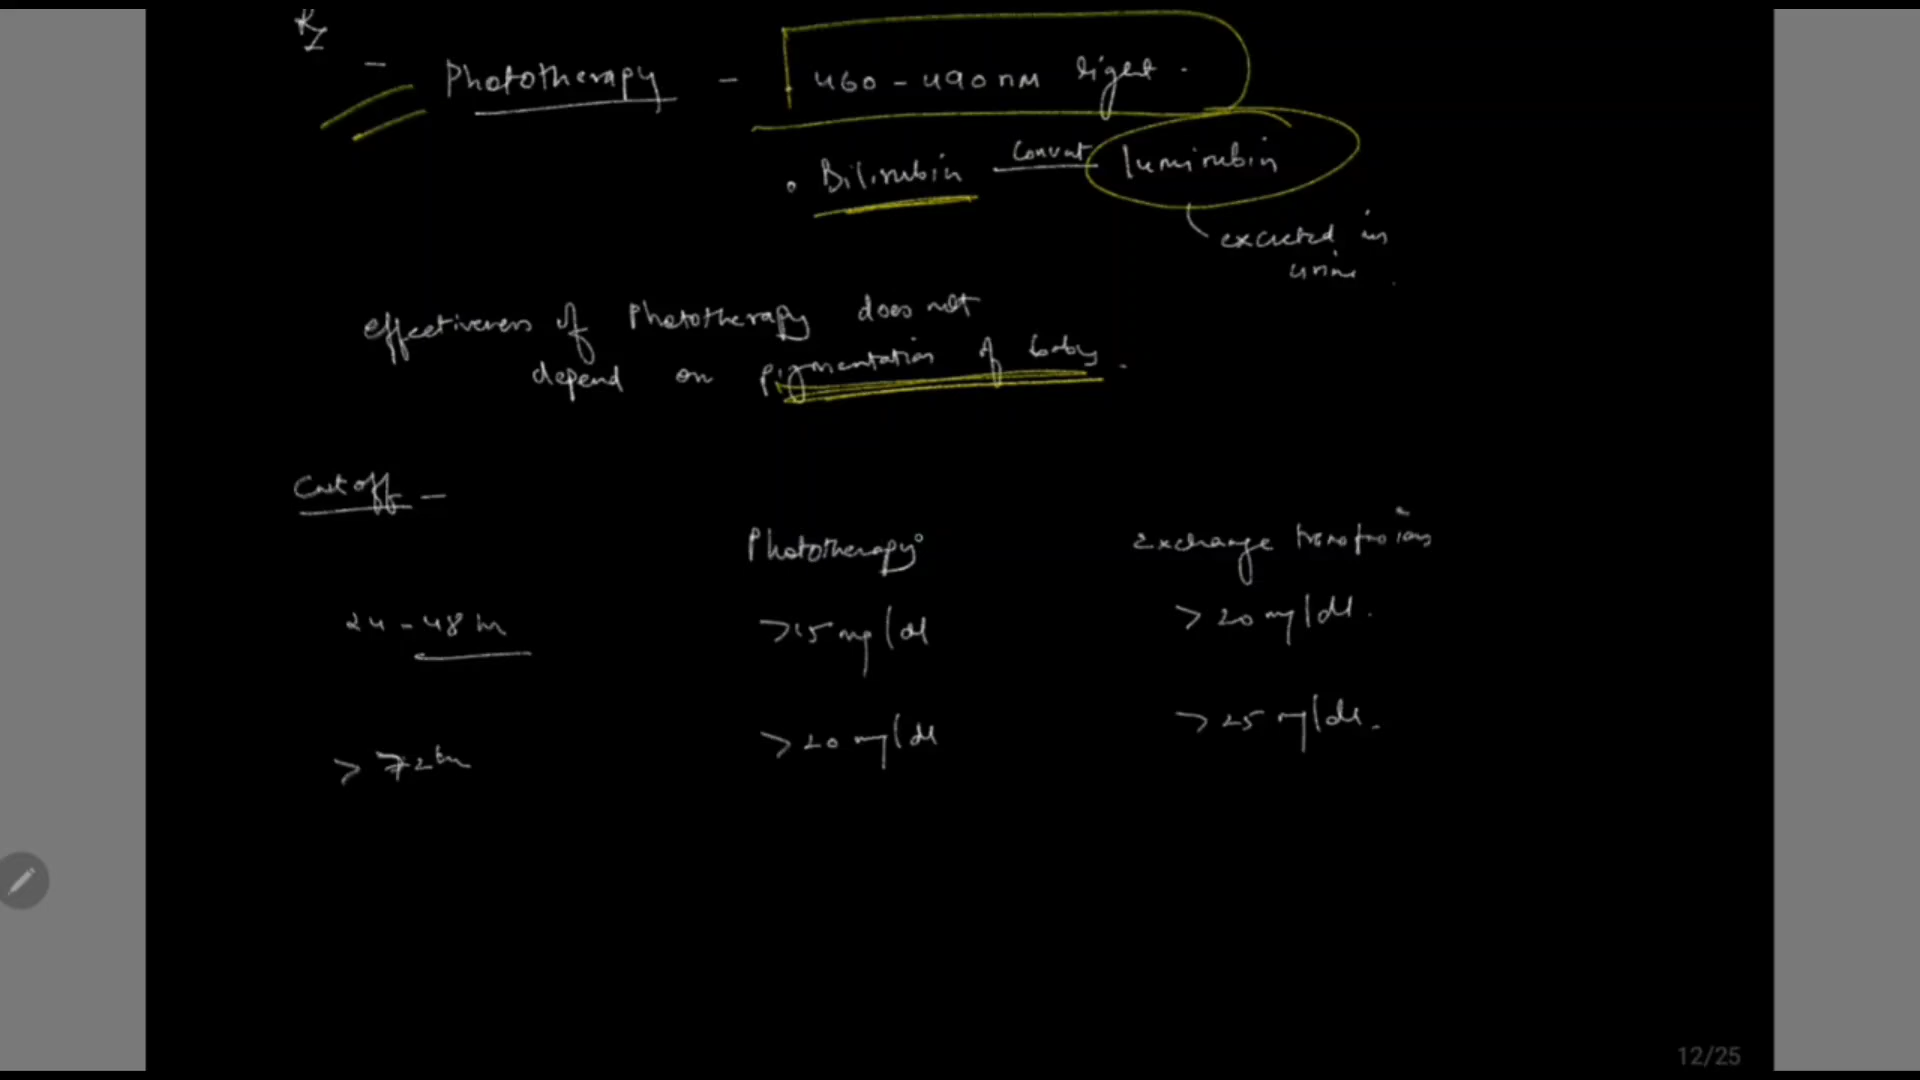 Rx
- Phototherapy - 460 - 490 nm light.
• Bilirubin convert lumirubin
excreted in
urine.
effectiveness of Phototherapy does not
depend on pigmentation of baby.
Cut off -
Phototherapy Exchange transfusion
24 - 48 hr >15 mg/dl > 20 mg/dl.
> 72 hr > 20 mg/dl > 25 mg/dl.
12/25